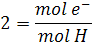 2 = mol e⁻ / mol H